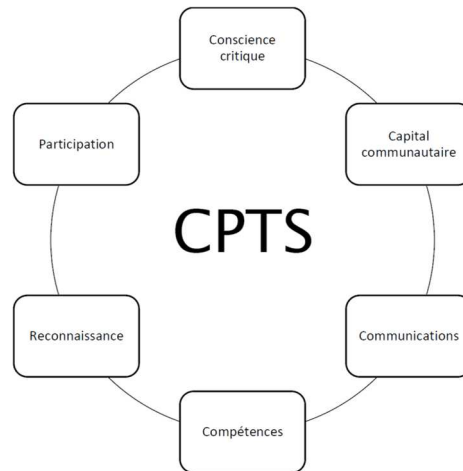 Conscience
critique
Participation
Capital
communautaire
CPTS
Reconnaissance
Communications
Compétences